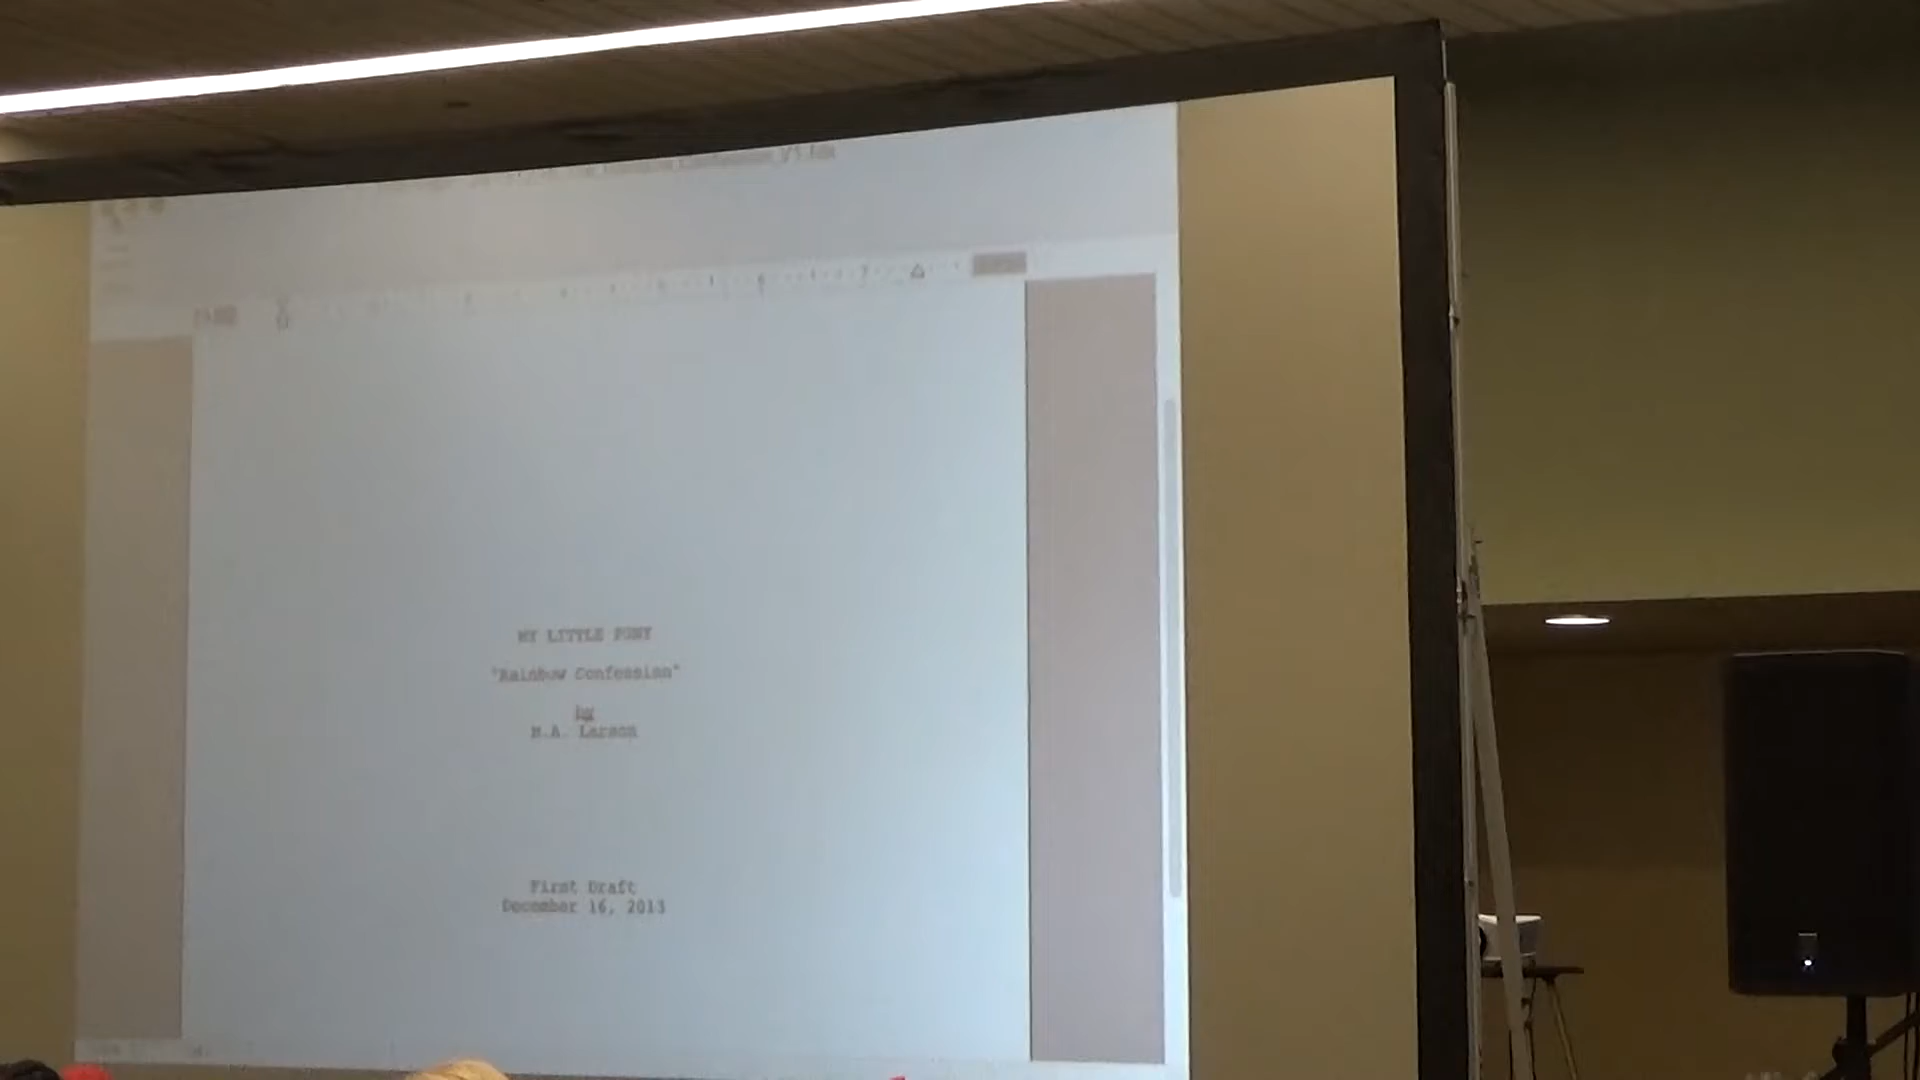 MY LITTLE PONY
"Rainbow Confession"
by
M.A. Larson
First Draft
December 16, 2013